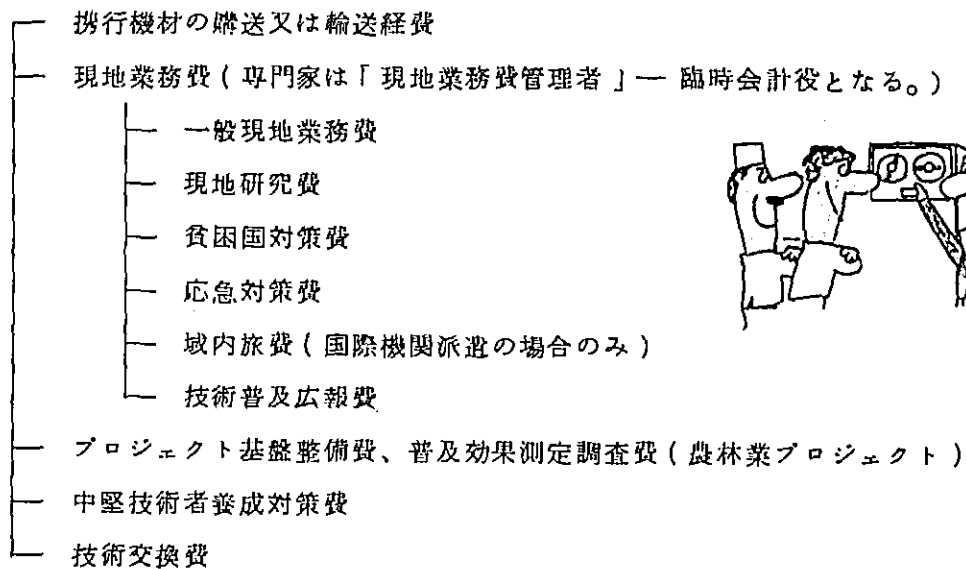 携行機材の購送又は輸送経費
現地業務費（専門家は「現地業務費管理者」― 臨時会計役となる。）
一般現地業務費
現地研究費
貧困国対策費
応急対策費
域内旅費（国際機関派遣の場合のみ）
技術普及広報費
プロジェクト基盤整備費、普及効果測定調査費（農林業プロジェクト）
中堅技術者養成対策費
技術交換費